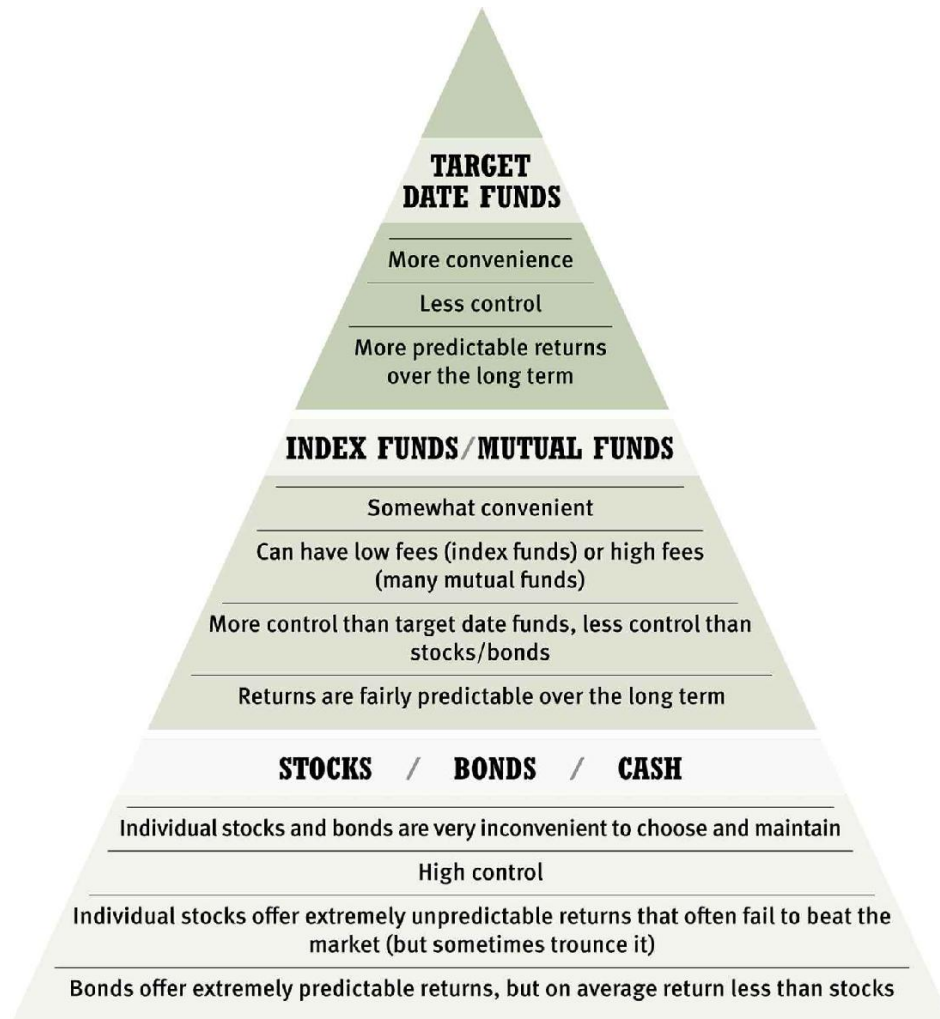 TARGET
DATE FUNDS
More convenience
Less control
More predictable returns
over the long term
INDEX FUNDS/MUTUAL FUNDS
Somewhat convenient
Can have low fees (index funds) or high fees
(many mutual funds)
More control than target date funds, less control than
stocks/bonds
Returns are fairly predictable over the long term
STOCKS / BONDS / CASH
Individual stocks and bonds are very inconvenient to choose and maintain
High control
Individual stocks offer extremely unpredictable returns that often fail to beat the
market (but sometimes trounce it)
Bonds offer extremely predictable returns, but on average return less than stocks